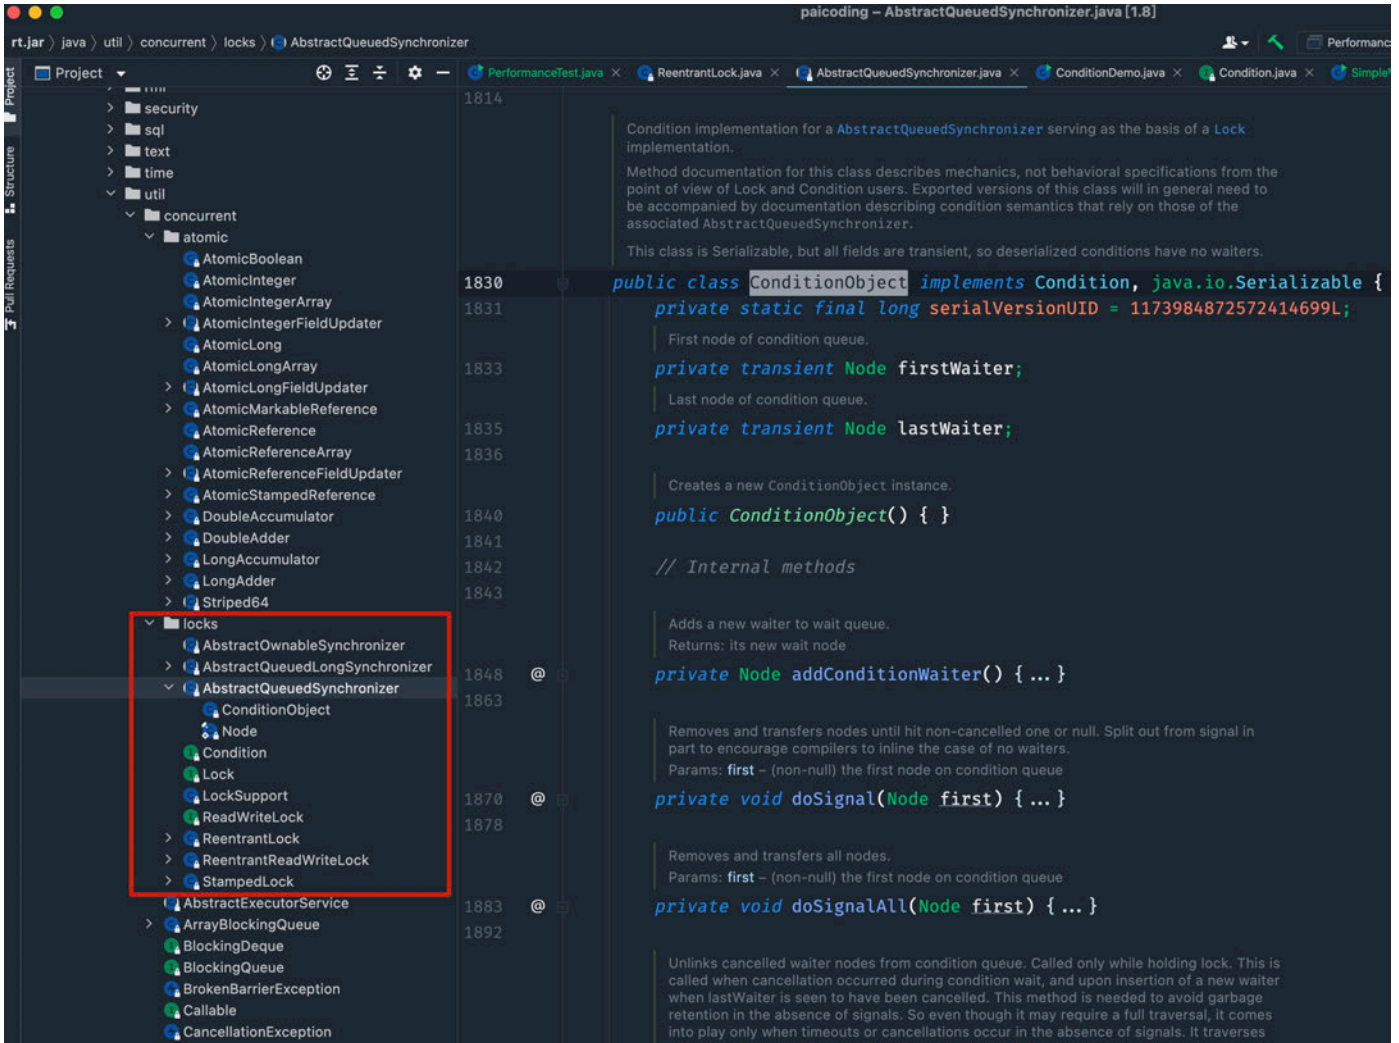 paicoding – AbstractQueuedSynchronizer.java [1.8]
rt.jar › java › util › concurrent › locks › AbstractQueuedSynchronizer
Performanc
Project
PerformanceTest.java
ReentrantLock.java
AbstractQueuedSynchronizer.java
ConditionDemo.java
Condition.java
Project
Structure
Pull Requests
security
sql
text
time
util
concurrent
atomic
AtomicBoolean
AtomicInteger
AtomicIntegerArray
AtomicIntegerFieldUpdater
AtomicLong
AtomicLongArray
AtomicLongFieldUpdater
AtomicMarkableReference
AtomicReference
AtomicReferenceArray
AtomicReferenceFieldUpdater
AtomicStampedReference
DoubleAccumulator
DoubleAdder
LongAccumulator
LongAdder
Striped64
locks
AbstractOwnableSynchronizer
AbstractQueuedLongSynchronizer
AbstractQueuedSynchronizer
ConditionObject
Node
Condition
Lock
LockSupport
ReadWriteLock
ReentrantLock
ReentrantReadWriteLock
StampedLock
AbstractExecutorService
ArrayBlockingQueue
BlockingDeque
BlockingQueue
BrokenBarrierException
Callable
CancellationException
1814
Condition implementation for a AbstractQueuedSynchronizer serving as the basis of a Lock
implementation.
Method documentation for this class describes mechanics, not behavioral specifications from the
point of view of Lock and Condition users. Exported versions of this class will in general need to
be accompanied by documentation describing condition semantics that rely on those of the
associated AbstractQueuedSynchronizer.
This class is Serializable, but all fields are transient, so deserialized conditions have no waiters.
1830 public class ConditionObject implements Condition, java.io.Serializable {
1831 private static final long serialVersionUID = 1173984872572414699L;
First node of condition queue.
1833 private transient Node firstWaiter;
Last node of condition queue.
1835 private transient Node lastWaiter;
1836
Creates a new ConditionObject instance.
1840 public ConditionObject() { }
1841
1842 // Internal methods
1843
Adds a new waiter to wait queue.
Returns: its new wait node
1848 @ private Node addConditionWaiter() {...}
1863
Removes and transfers nodes until hit non-cancelled one or null. Split out from signal in
part to encourage compilers to inline the case of no waiters.
Params: first – (non-null) the first node on condition queue
1870 @ private void doSignal(Node first) {...}
1878
Removes and transfers all nodes.
Params: first – (non-null) the first node on condition queue
1883 @ private void doSignalAll(Node first) {...}
1892
Unlinks cancelled waiter nodes from condition queue. Called only while holding lock. This is
called when cancellation occurred during condition wait, and upon insertion of a new waiter
when lastWaiter is seen to have been cancelled. This method is needed to avoid garbage
retention in the absence of signals. So even though it may require a full traversal, it comes
into play only when timeouts or cancellations occur in the absence of signals. It traverses